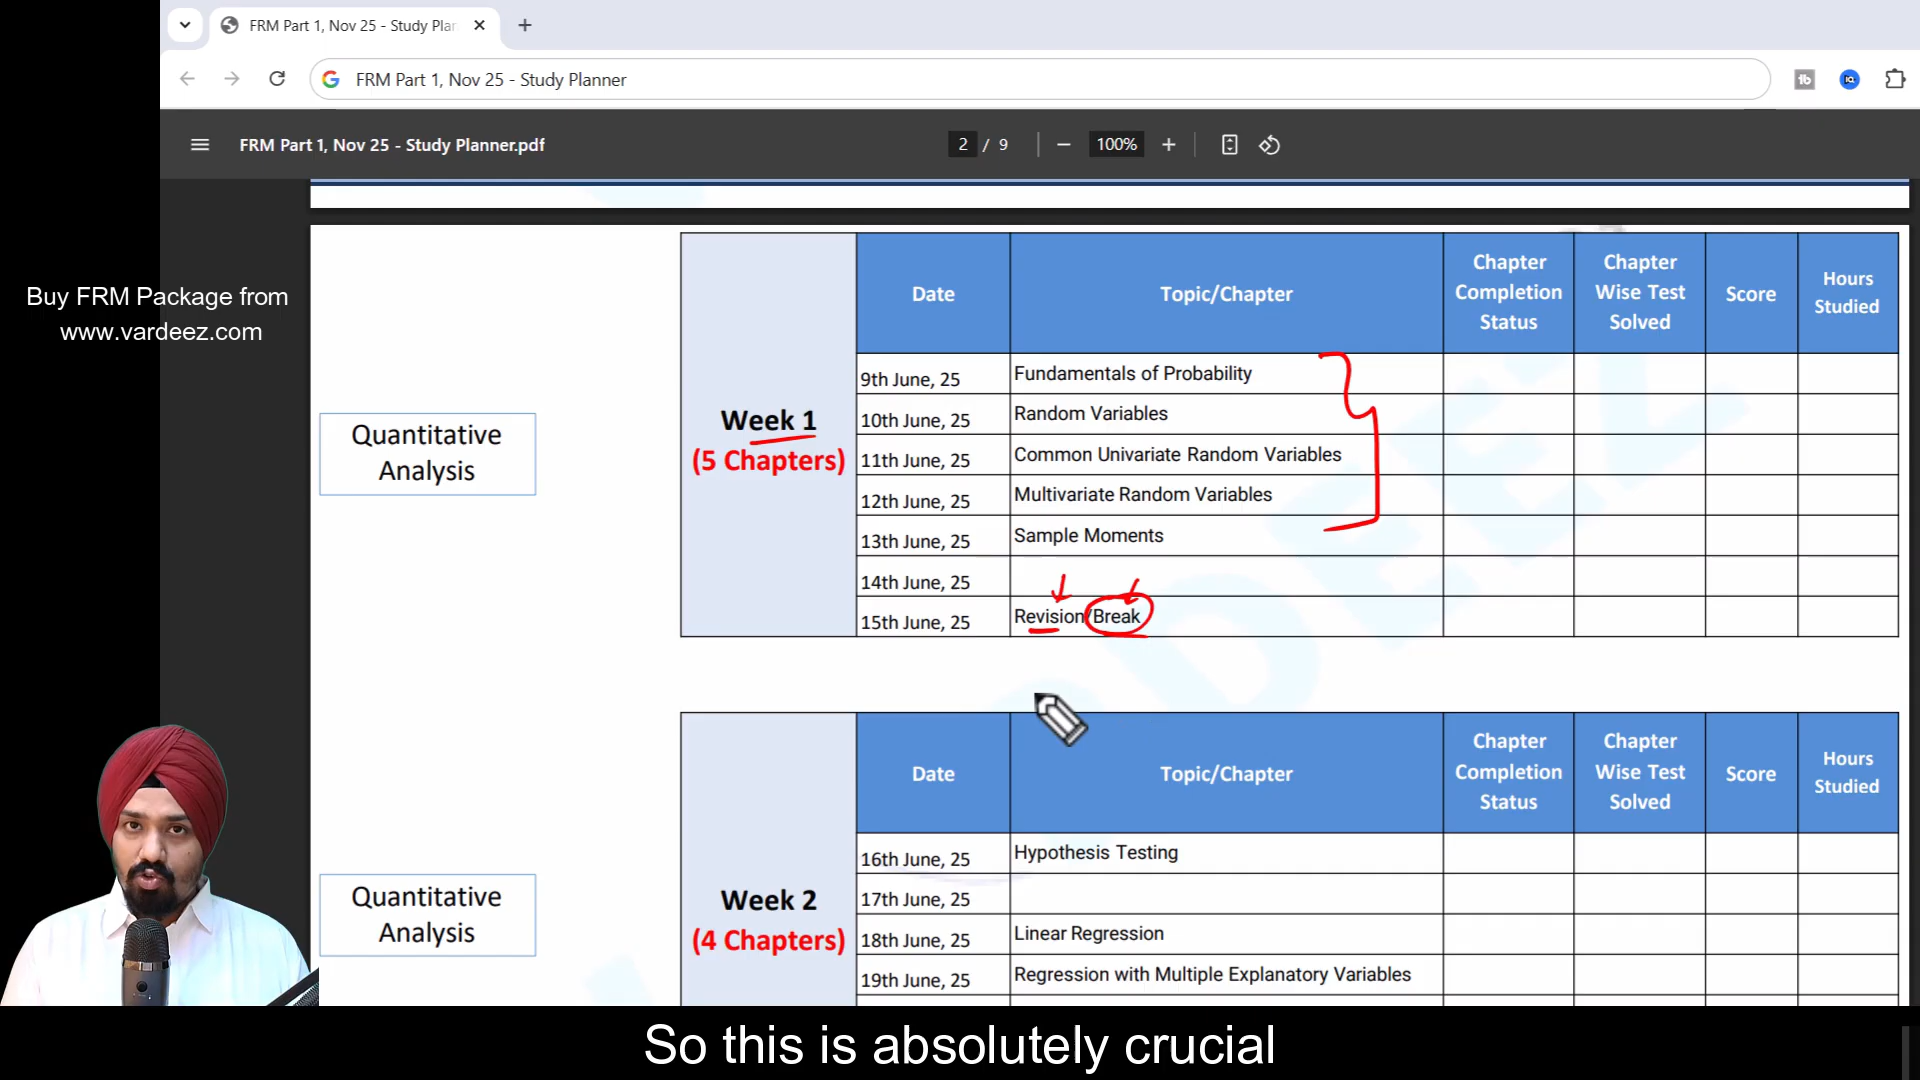 FRM Part 1, Nov 25 - Study Plan
FRM Part 1, Nov 25 - Study Planner
FRM Part 1, Nov 25 - Study Planner.pdf
2 / 9
100%
Buy FRM Package from
www.vardeez.com
Quantitative
Analysis
Week 1
(5 Chapters)
Date
Topic/Chapter
Chapter
Completion
Status
Chapter
Wise Test
Solved
Score
Hours
Studied
9th June, 25 Fundamentals of Probability
10th June, 25 Random Variables
11th June, 25 Common Univariate Random Variables
12th June, 25 Multivariate Random Variables
13th June, 25 Sample Moments
14th June, 25
15th June, 25 Revision/Break
Quantitative
Analysis
Week 2
(4 Chapters)
Date
Topic/Chapter
Chapter
Completion
Status
Chapter
Wise Test
Solved
Score
Hours
Studied
16th June, 25 Hypothesis Testing
17th June, 25
18th June, 25 Linear Regression
19th June, 25 Regression with Multiple Explanatory Variables
So this is absolutely crucial